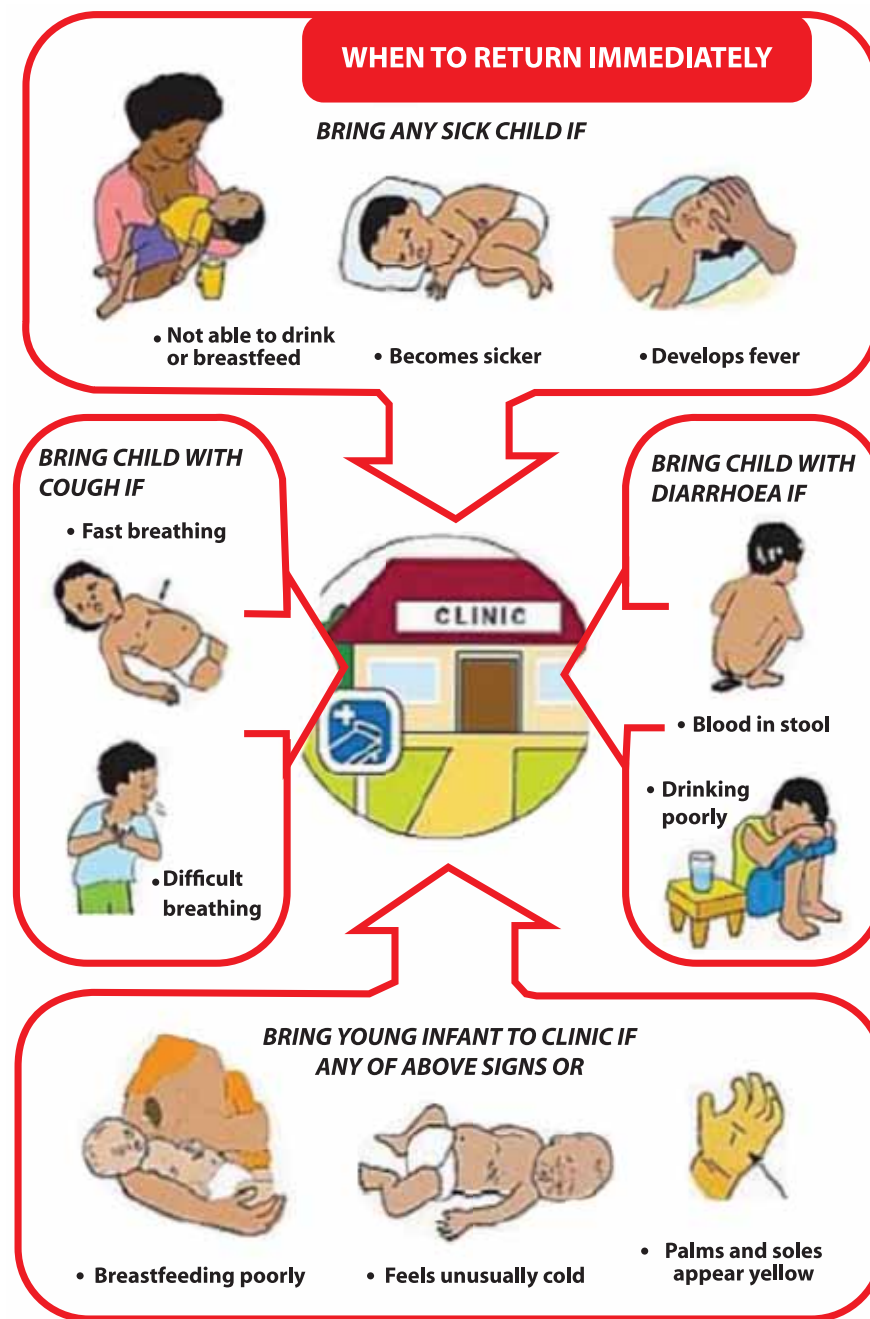 WHEN TO RETURN IMMEDIATELY
BRING ANY SICK CHILD IF
• Not able to drink
or breastfeed
• Becomes sicker
• Develops fever
BRING CHILD WITH
COUGH IF
• Fast breathing
• Difficult
breathing
CLINIC
BRING CHILD WITH
DIARRHOEA IF
• Blood in stool
• Drinking
poorly
BRING YOUNG INFANT TO CLINIC IF
ANY OF ABOVE SIGNS OR
• Breastfeeding poorly
• Feels unusually cold
• Palms and soles
appear yellow